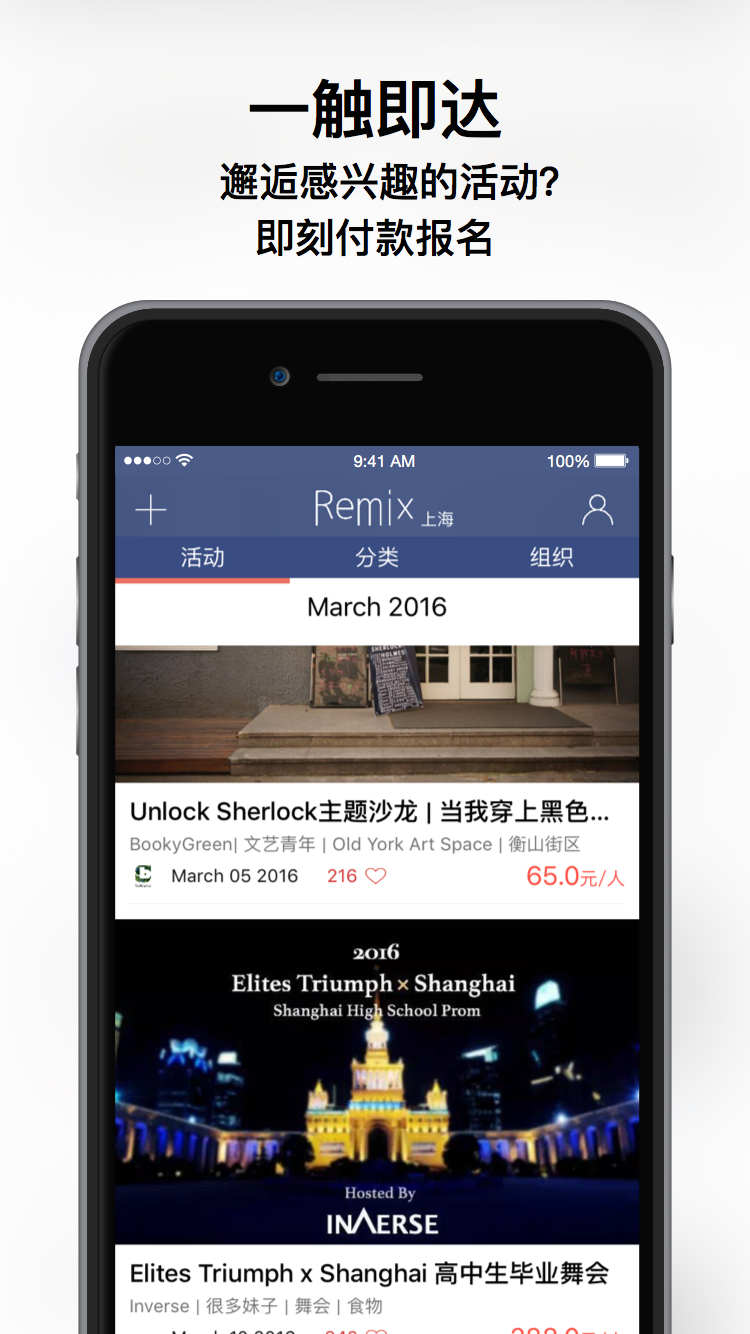 一触即达
邂逅感兴趣的活动?
即刻付款报名
9:41 AM 100%
Remix 上海
活动 分类 组织
March 2016
SHERLOCK
HOLMES
Unlock Sherlock主题沙龙 | 当我穿上黑色...
BookyGreen| 文艺青年 | Old York Art Space | 衡山街区
March 05 2016 216 65.0元/人
2016
Elites Triumph × Shanghai
Shanghai High School Prom
Hosted By
INVERSE
Elites Triumph x Shanghai 高中生毕业舞会
Inverse | 很多妹子 | 舞会 | 食物